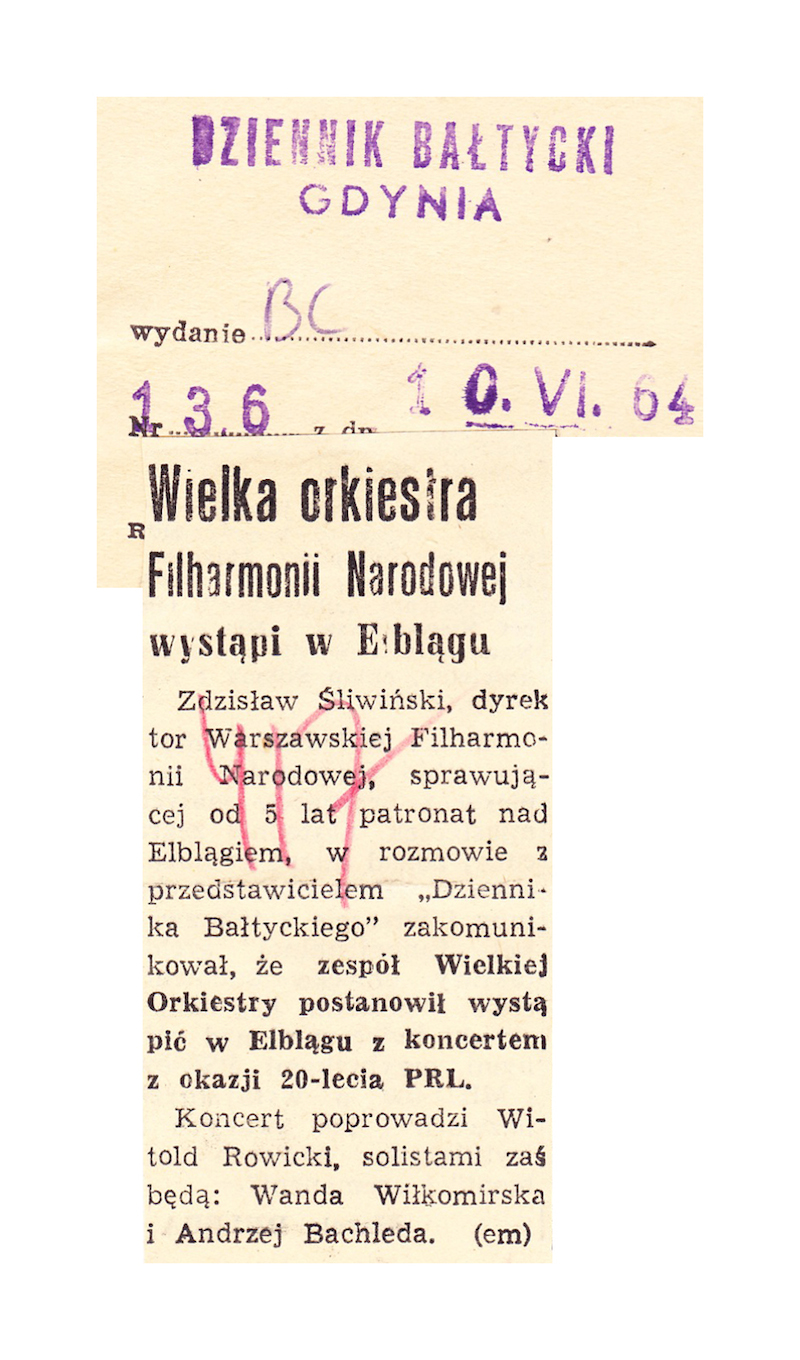 DZIENNIK BAŁTYCKI
GDYNIA
wydanie BC
Nr 136 z dn. 10. VI. 64
R
Wielka orkiestra
Filharmonii Narodowej
wystąpi w Elblągu
Zdzisław Śliwiński, dyrek
tor Warszawskiej Filharmo-
nii Narodowej, sprawują-
cej od 5 lat patronat nad
Elblągiem, w rozmowie z
przedstawicielem „Dzienni-
ka Bałtyckiego” zakomuni-
kował, że zespół Wielkiej
Orkiestry postanowił wystą
pić w Elblągu z koncertem
z okazji 20-lecia PRL.
Koncert poprowadzi Wi-
told Rowicki, solistami zaś
będą: Wanda Wiłkomirska
i Andrzej Bachleda. (em)